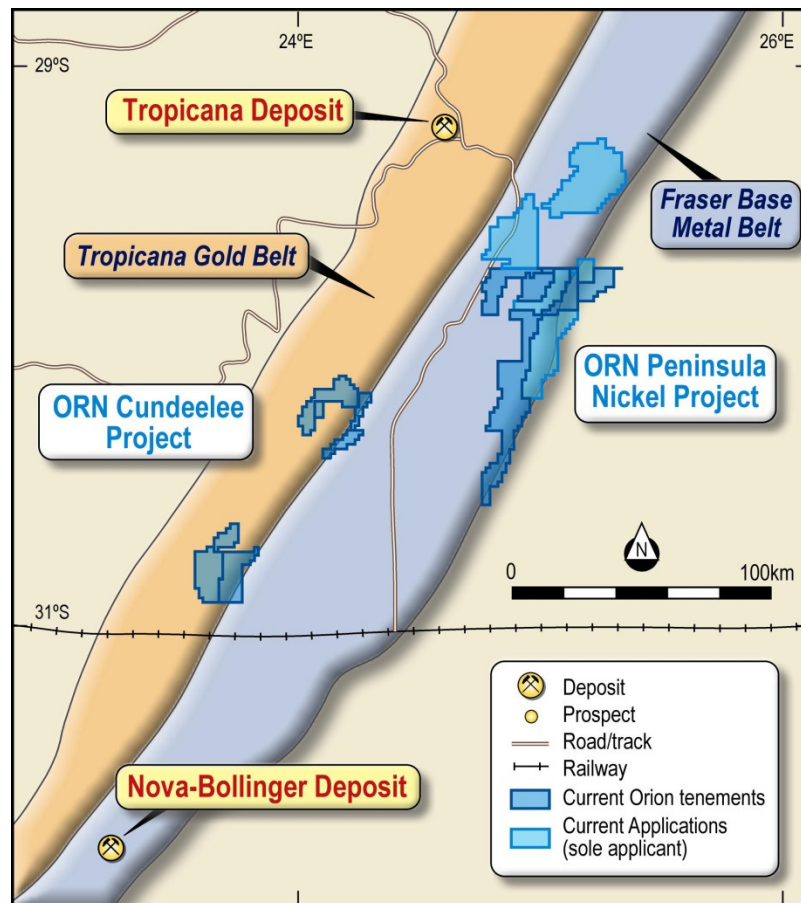 24ºE
26ºE
29ºS
Tropicana Deposit
Fraser Base
Metal Belt
Tropicana Gold Belt
ORN Peninsula
Nickel Project
ORN Cundeelee
Project
N
0
100km
31ºS
Deposit
Prospect
Road/track
Railway
Current Orion tenements
Current Applications
(sole applicant)
Nova-Bollinger Deposit